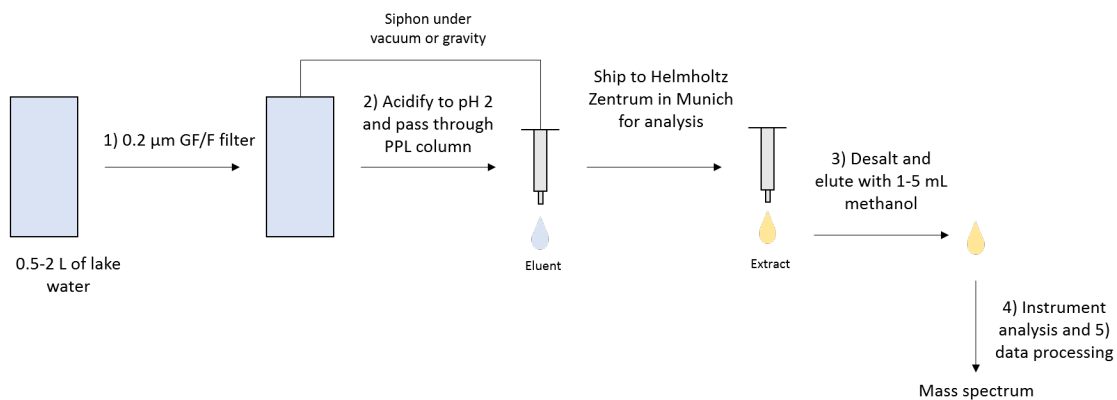 Siphon under
vacuum or gravity
1) 0.2 µm GF/F filter
2) Acidify to pH 2
and pass through
PPL column
Ship to Helmholtz
Zentrum in Munich
for analysis
3) Desalt and
elute with 1-5 mL
methanol
0.5-2 L of lake
water
Eluent
Extract
4) Instrument
analysis and 5)
data processing
Mass spectrum